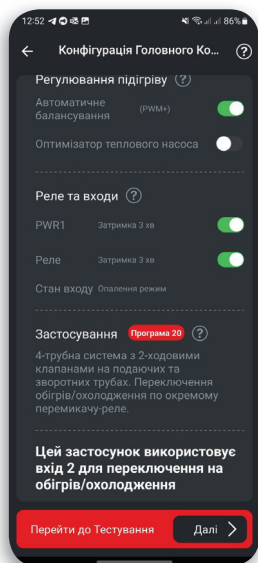 12:52 86%
Конфігурація Головного Ко... ?
Регулювання підігріву ?
Автоматичне
балансування (PWM+)
Оптимізатор теплового насоса
Реле та входи ?
PWR1 Затримка 3 хв
Реле Затримка 3 хв
Стан входу Опалення режим
Застосування Програма 20 ?
4-трубна система з 2-ходовими
клапанами на подаючих та
зворотних трубах. Переключення
обігрів/охолодження по окремому
перемикачу-реле.
Цей застосунок використовує
вхід 2 для переключення на
обігрів/охолодження
Перейти до Тестування Далі